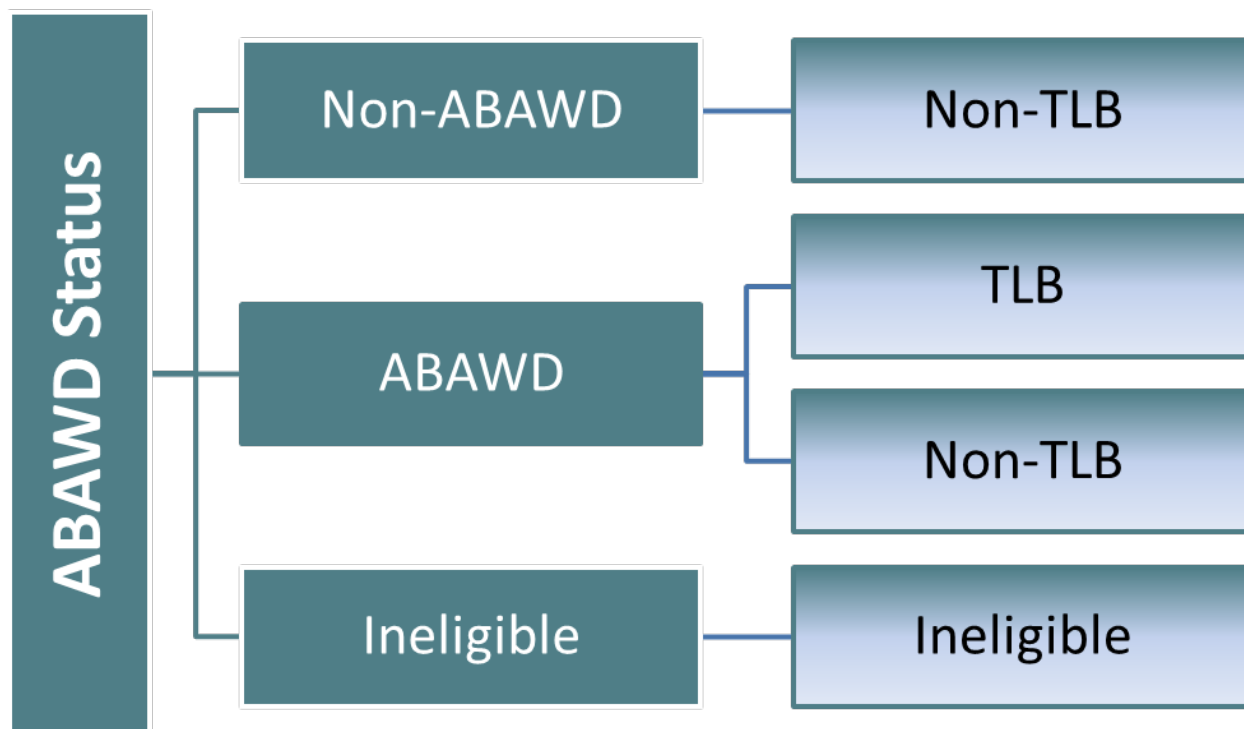 ABAWD Status
Non-ABAWD
Non-TLB
ABAWD
TLB
Non-TLB
Ineligible
Ineligible